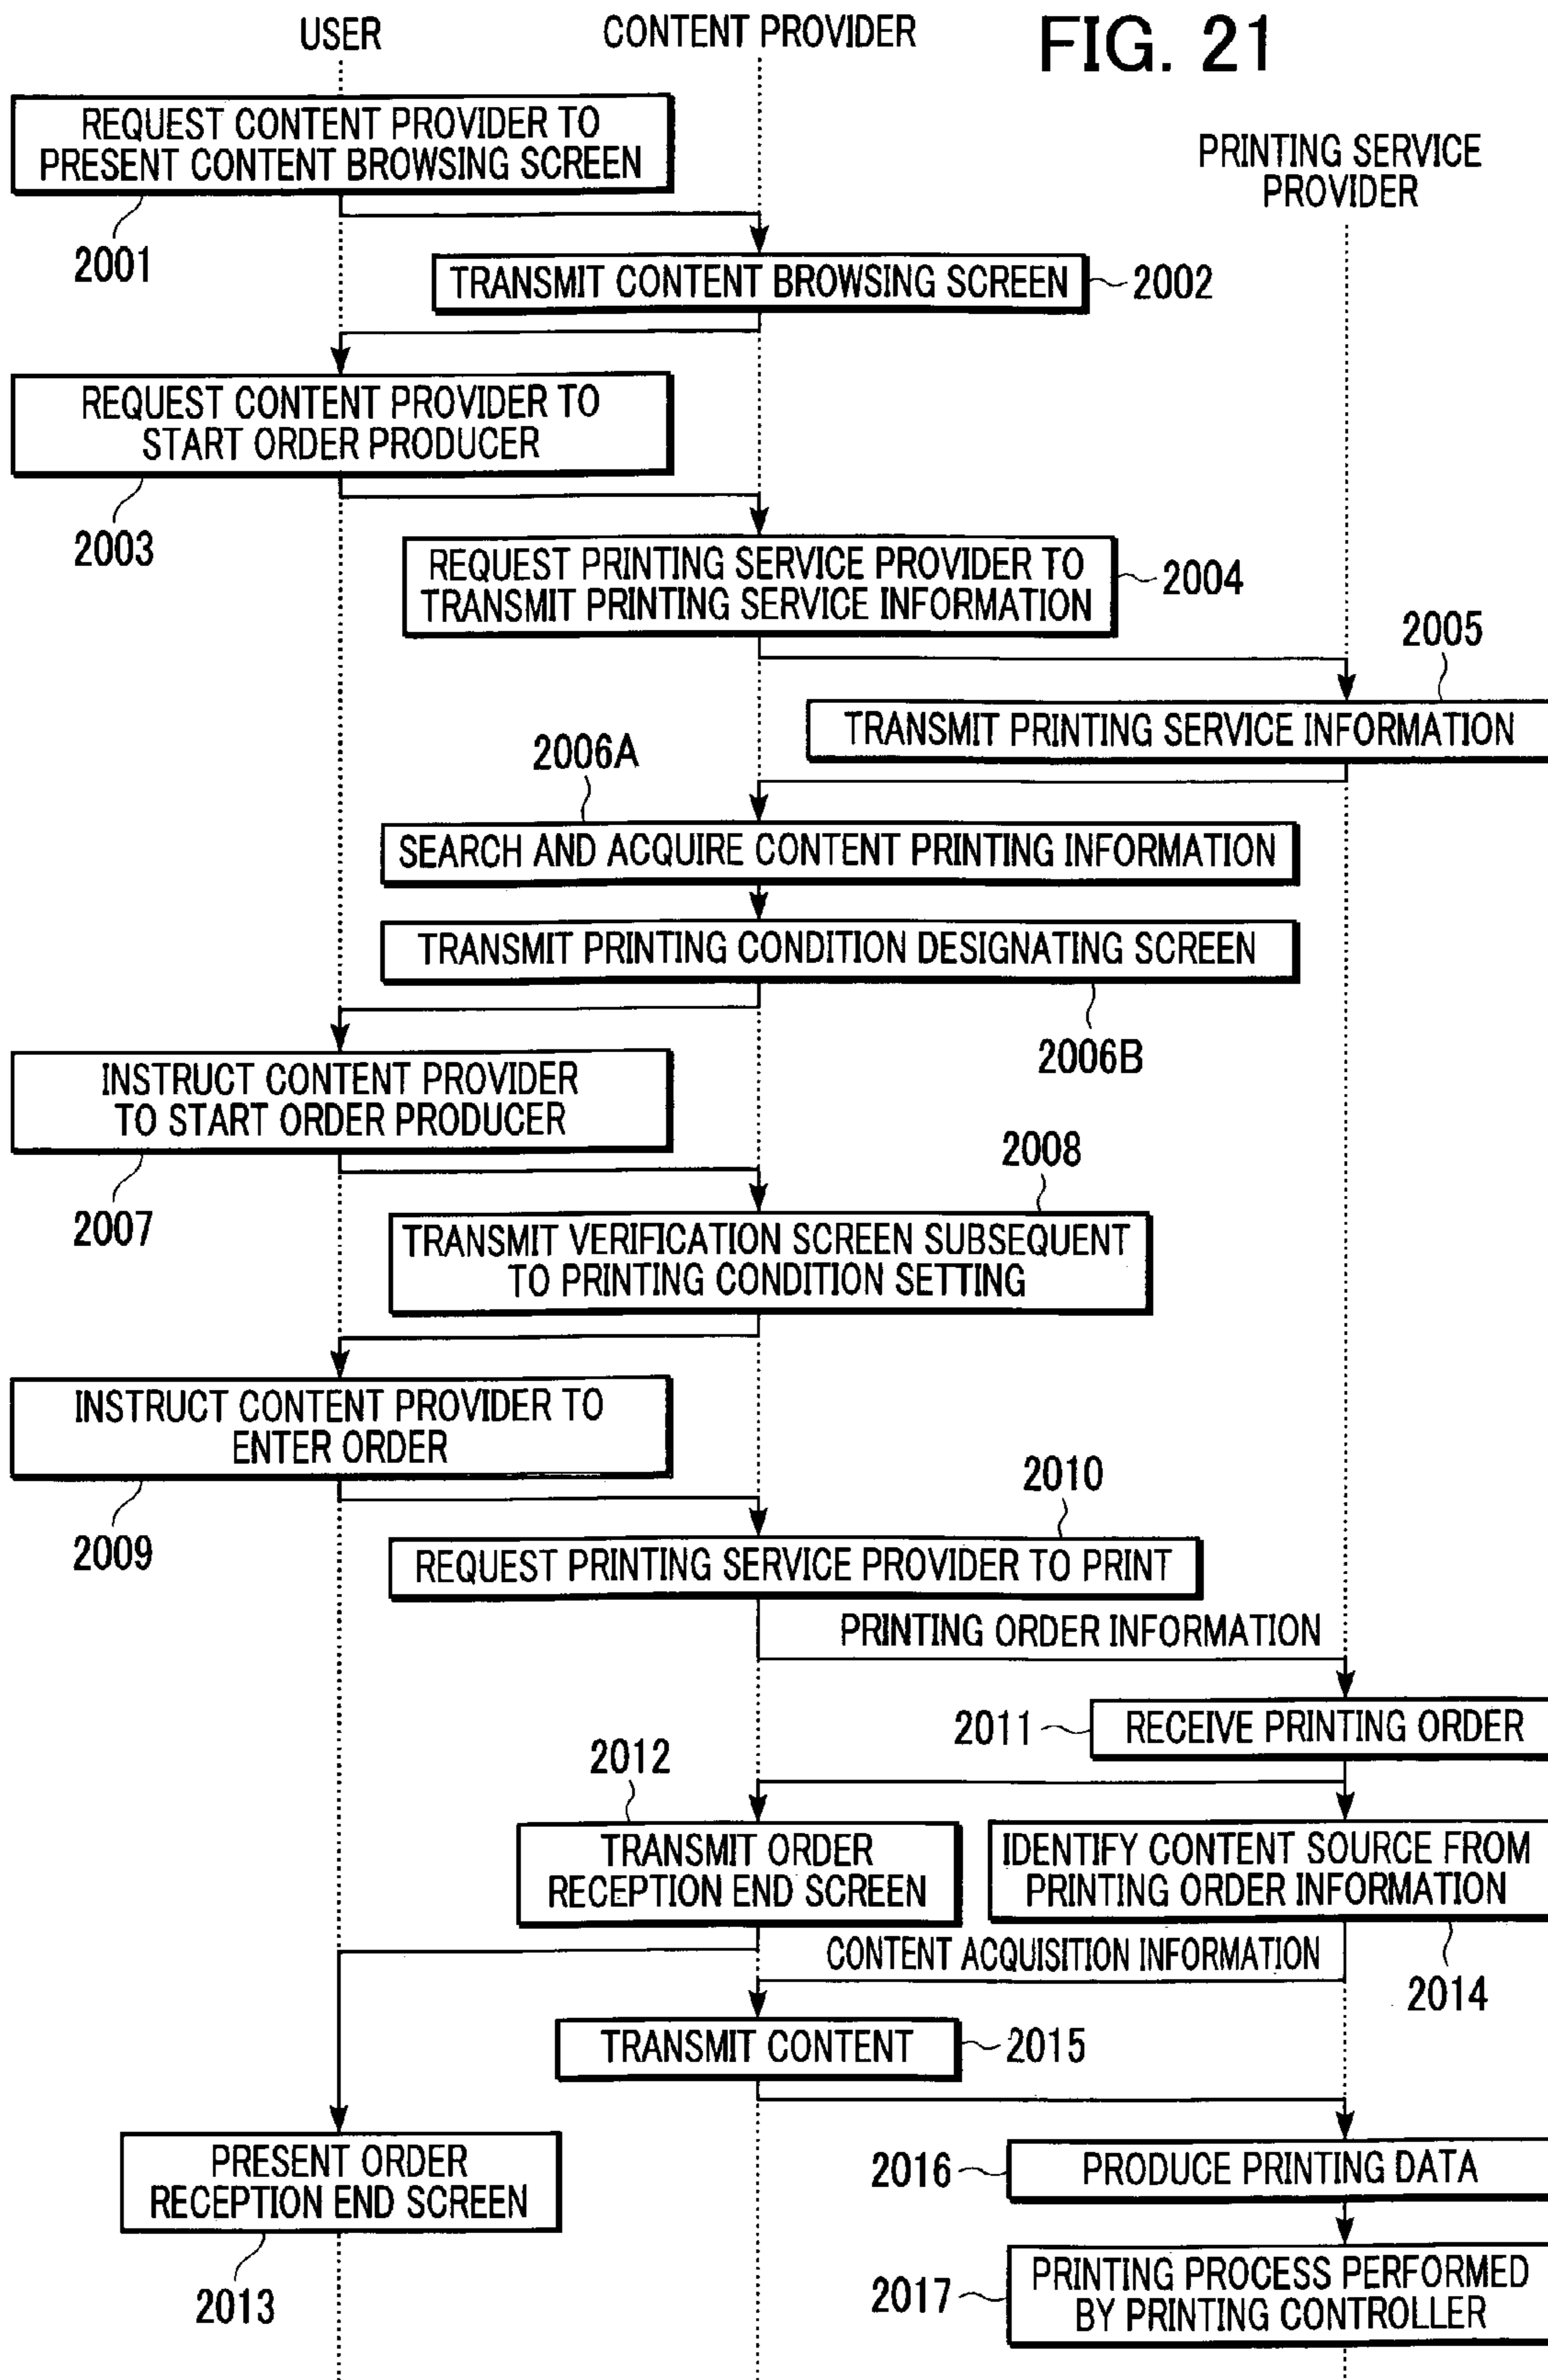 USER
CONTENT PROVIDER
FIG. 21
PRINTING SERVICE
PROVIDER
REQUEST CONTENT PROVIDER TO
PRESENT CONTENT BROWSING SCREEN
2001
TRANSMIT CONTENT BROWSING SCREEN
2002
REQUEST CONTENT PROVIDER TO
START ORDER PRODUCER
2003
REQUEST PRINTING SERVICE PROVIDER TO
TRANSMIT PRINTING SERVICE INFORMATION
2004
2005
TRANSMIT PRINTING SERVICE INFORMATION
2006A
SEARCH AND ACQUIRE CONTENT PRINTING INFORMATION
TRANSMIT PRINTING CONDITION DESIGNATING SCREEN
2006B
INSTRUCT CONTENT PROVIDER
TO START ORDER PRODUCER
2007
2008
TRANSMIT VERIFICATION SCREEN SUBSEQUENT
TO PRINTING CONDITION SETTING
INSTRUCT CONTENT PROVIDER TO
ENTER ORDER
2009
2010
REQUEST PRINTING SERVICE PROVIDER TO PRINT
PRINTING ORDER INFORMATION
2011
RECEIVE PRINTING ORDER
2012
TRANSMIT ORDER
RECEPTION END SCREEN
IDENTIFY CONTENT SOURCE FROM
PRINTING ORDER INFORMATION
CONTENT ACQUISITION INFORMATION
2014
TRANSMIT CONTENT
2015
PRESENT ORDER
RECEPTION END SCREEN
2013
2016
PRODUCE PRINTING DATA
2017
PRINTING PROCESS PERFORMED
BY PRINTING CONTROLLER